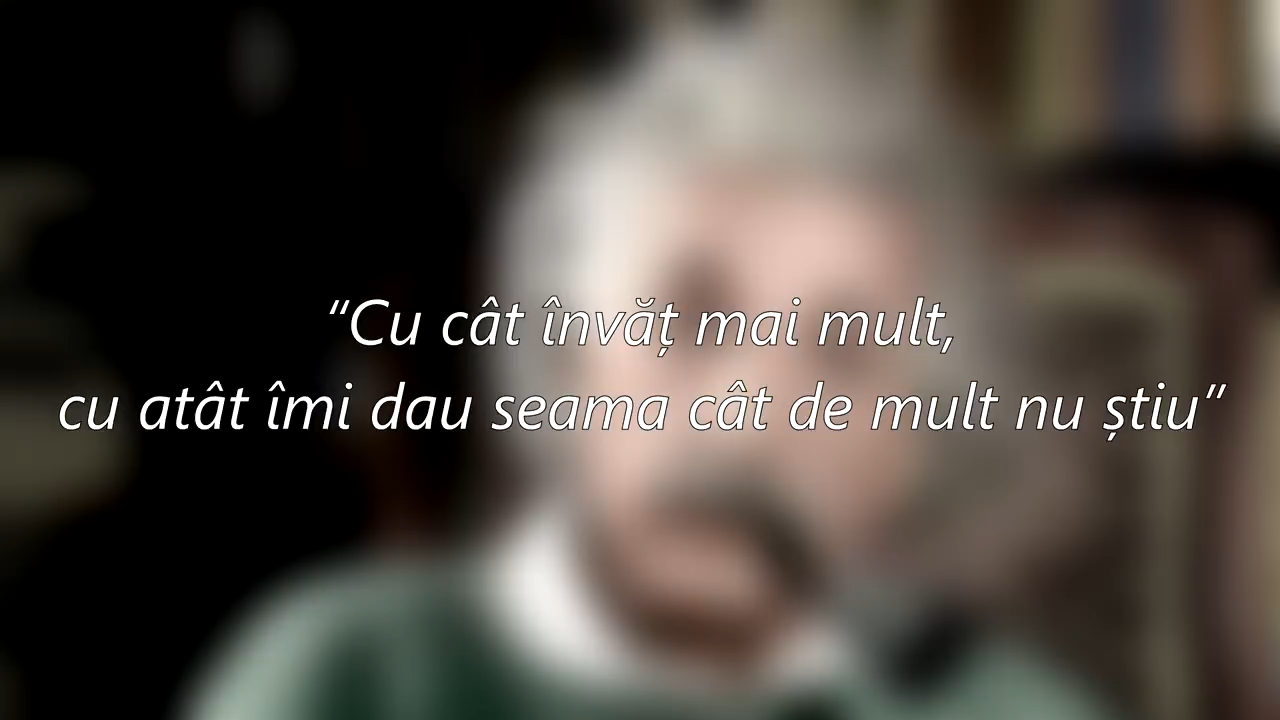 “Cu cât învăț mai mult,
cu atât îmi dau seama cât de mult nu știu”